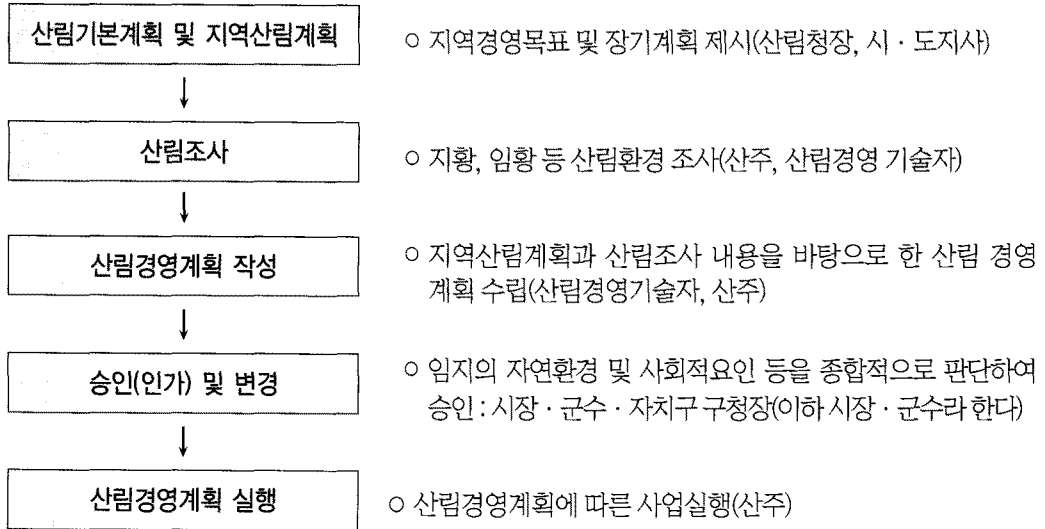 산림기본계획 및 지역산림계획
○ 지역경영목표 및 장기계획 제시(산림청장, 시 · 도지사)
산림조사
○ 지황, 임황 등 산림환경 조사(산주, 산림경영 기술자)
산림경영계획 작성
○ 지역산림계획과 산림조사 내용을 바탕으로 한 산림 경영
계획 수립(산림경영기술자, 산주)
승인(인가) 및 변경
○ 임지의 자연환경 및 사회적요인 등을 종합적으로 판단하여
승인 : 시장 · 군수 · 자치구 구청장(이하 시장 · 군수라 한다)
산림경영계획 실행
○ 산림경영계획에 따른 사업실행(산주)